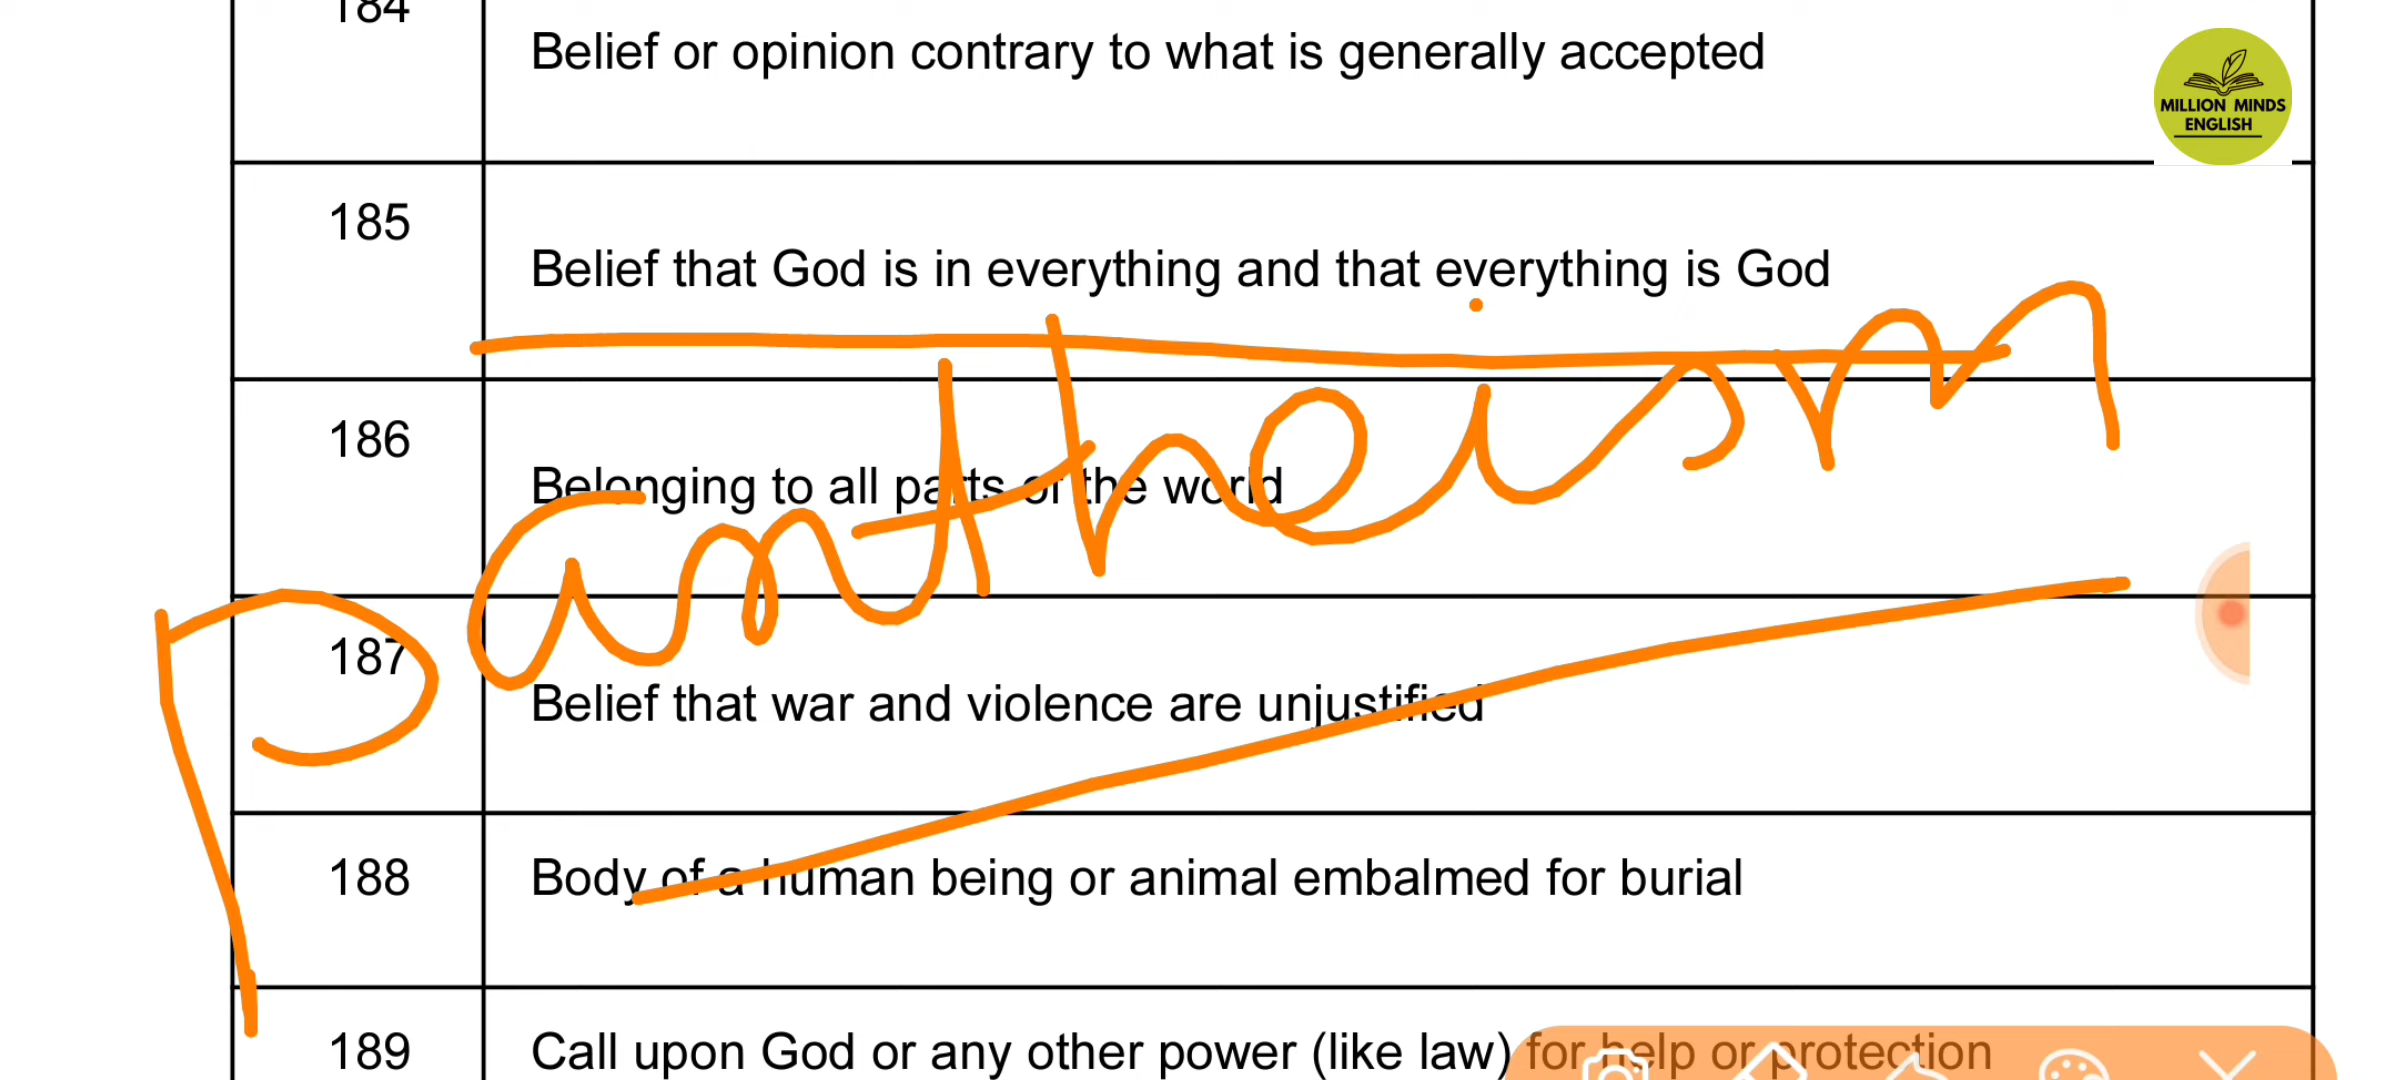 184
Belief or opinion contrary to what is generally accepted
MILLION MINDS
ENGLISH
185
Belief that God is in everything and that everything is God
186
Belonging to all parts of the world
Pantheism
187
Belief that war and violence are unjustified
188
Body of a human being or animal embalmed for burial
189
Call upon God or any other power (like law) for help or protection